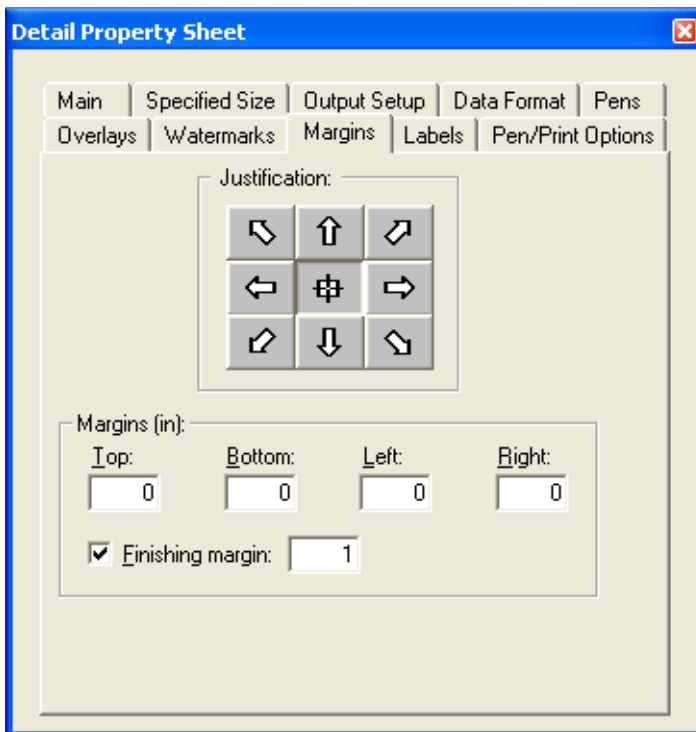 Detail Property Sheet
Main Specified Size Output Setup Data Format Pens
Overlays Watermarks Margins Labels Pen/Print Options
Justification:
Margins (in):
Top: Bottom: Left: Right:
0 0 0 0
Finishing margin: 1